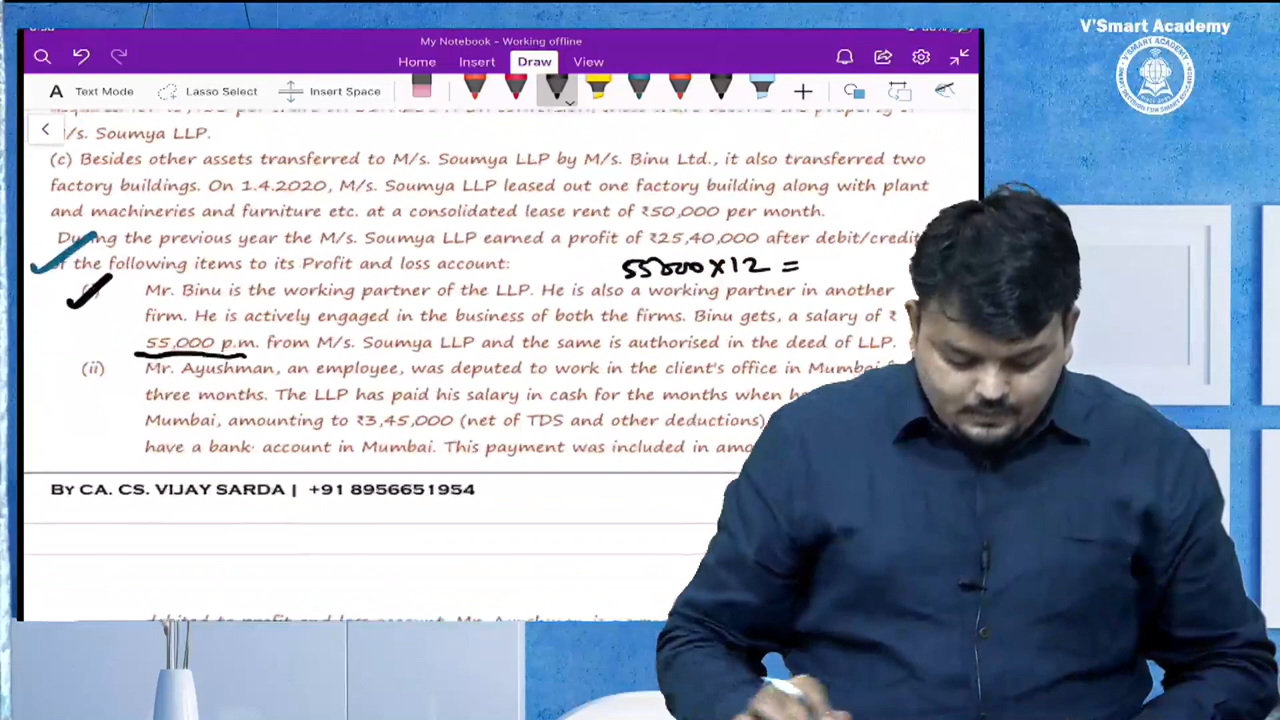 V'Smart Academy
V'SMART ACADEMY
My Notebook - Working offline
Home Insert Draw View
A Text Mode Lasso Select Insert Space
M/s. Soumya LLP.
(c) Besides other assets transferred to M/s. Soumya LLP by M/s. Binu Ltd., it also transferred two
factory buildings. On 1.4.2020, M/s. Soumya LLP leased out one factory building along with plant
and machineries and furniture etc. at a consolidated lease rent of ₹50,000 per month.
During the previous year the M/s. Soumya LLP earned a profit of ₹25,40,000 after debit/credit
of the following items to its Profit and loss account:
55000×12 =
(i) Mr. Binu is the working partner of the LLP. He is also a working partner in another
firm. He is actively engaged in the business of both the firms. Binu gets, a salary of ₹
55,000 p.m. from M/s. Soumya LLP and the same is authorised in the deed of LLP.
(ii) Mr. Ayushman, an employee, was deputed to work in the client's office in Mumbai
three months. The LLP has paid his salary in cash for the months when
Mumbai, amounting to ₹3,45,000 (net of TDS and other deductions)
have a bank account in Mumbai. This payment was included in
BY CA. CS. VIJAY SARDA | +91 8956651954